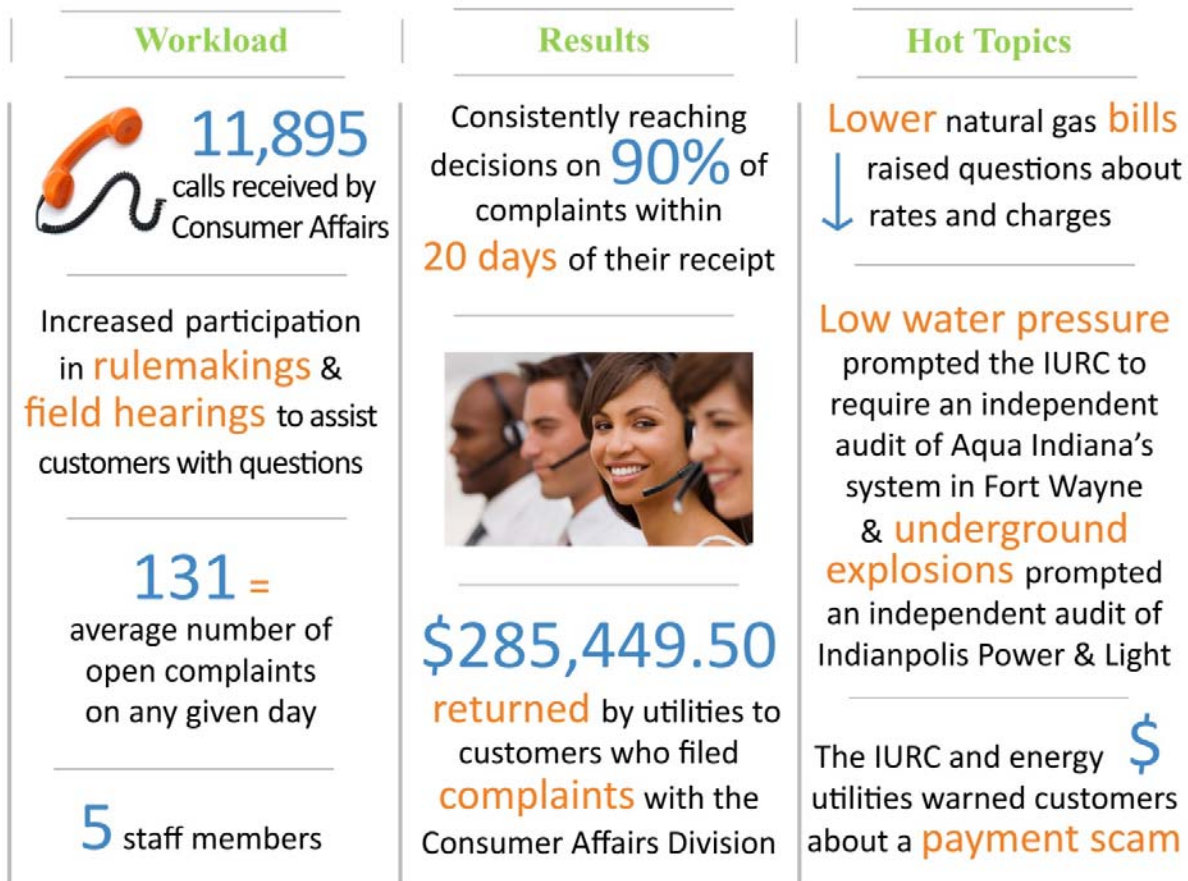 Workload
11,895
calls received by
Consumer Affairs
Increased participation
in rulemakings &
field hearings to assist
customers with questions
131 =
average number of
open complaints
on any given day
5 staff members
Results
Consistently reaching
decisions on 90% of
complaints within
20 days of their receipt
$285,449.50
returned by utilities to
customers who filed
complaints with the
Consumer Affairs Division
Hot Topics
Lower natural gas bills
raised questions about
rates and charges
Low water pressure
prompted the IURC to
require an independent
audit of Aqua Indiana's
system in Fort Wayne
& underground
explosions prompted
an independent audit of
Indianpolis Power & Light
The IURC and energy $
utilities warned customers
about a payment scam